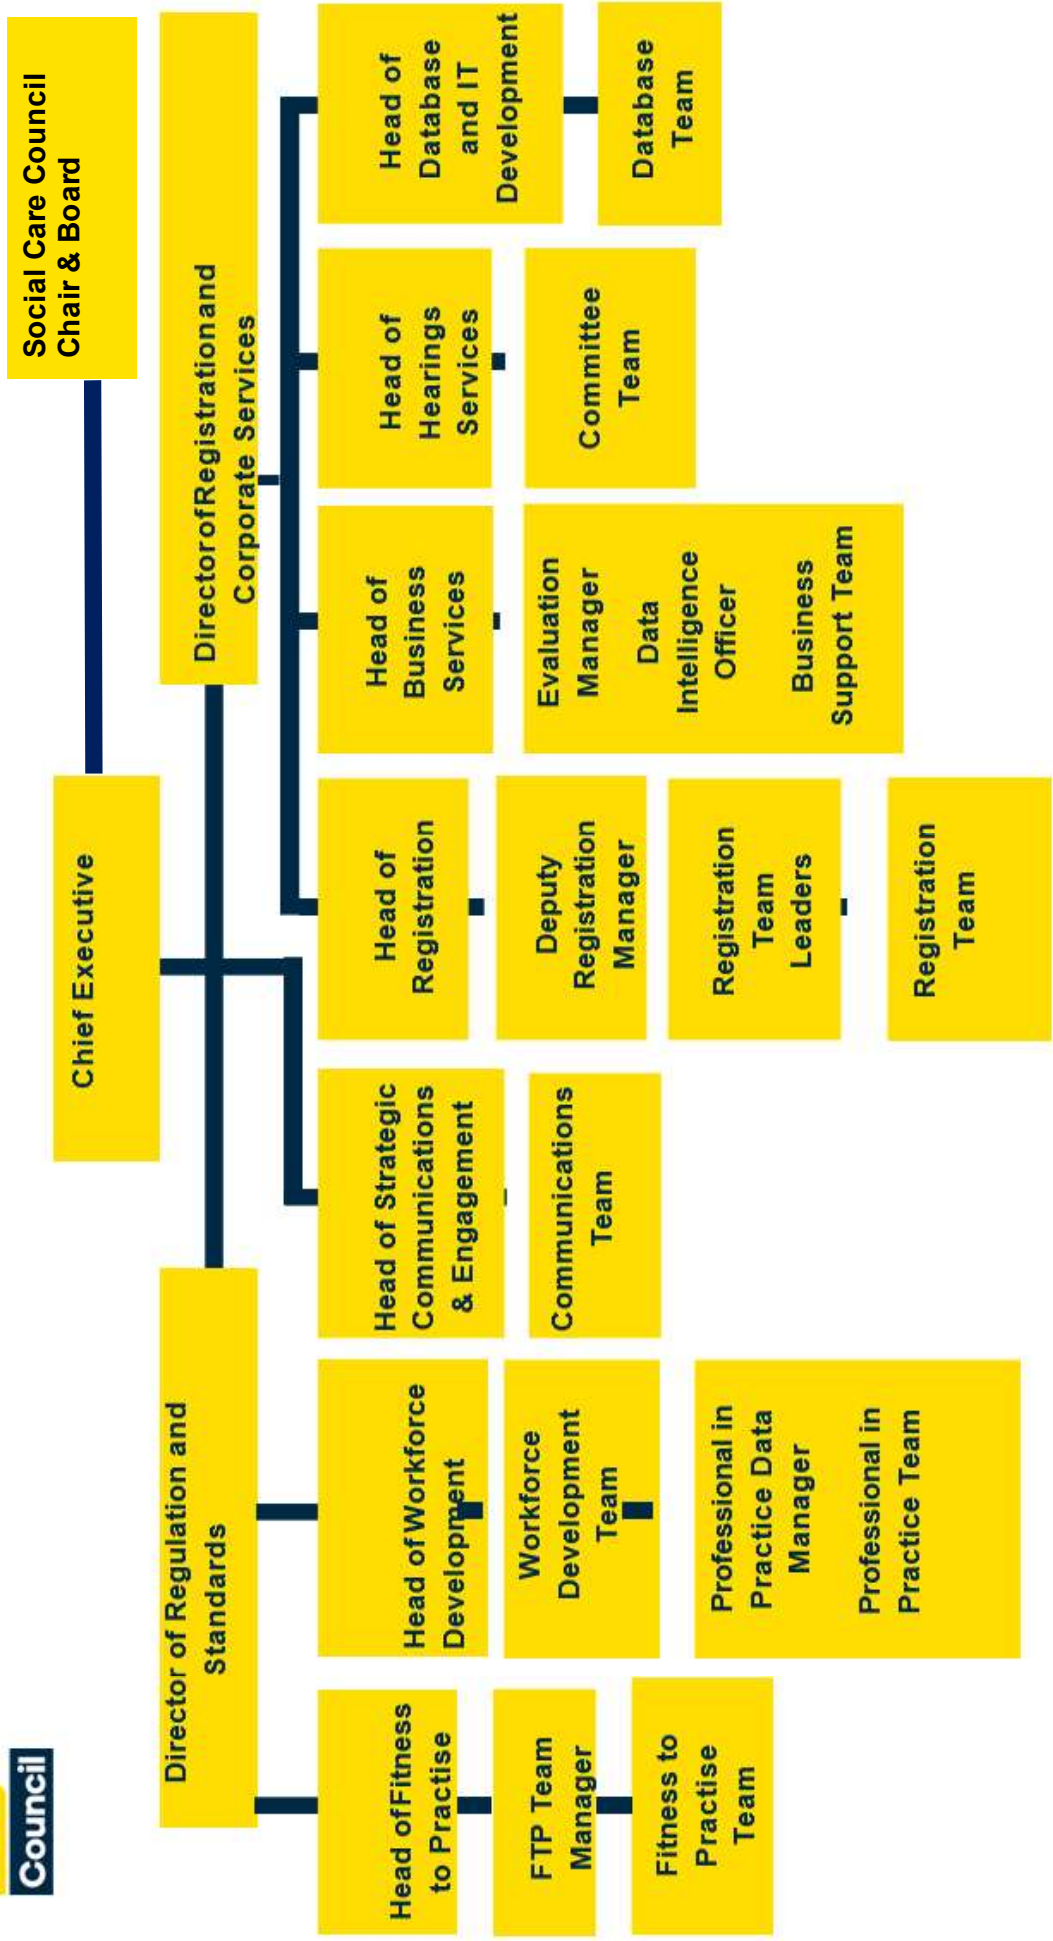 Council
Social Care Council
Chair & Board
Chief Executive
Director of Regulation and
Standards
Director of Registration and
Corporate Services
Head of Fitness
to Practise
FTP Team
Manager
Fitness to
Practise
Team
Head of Workforce
Development
Workforce
Development
Team
Professional in
Practice Data
Manager
Professional in
Practice Team
Head of Strategic
Communications
& Engagement
Communications
Team
Head of
Registration
Deputy
Registration
Manager
Registration
Team
Leaders
Registration
Team
Head of
Business
Services
Evaluation
Manager
Data
Intelligence
Officer
Business
Support Team
Head of
Hearings
Services
Committee
Team
Head of
Database
and IT
Development
Database
Team